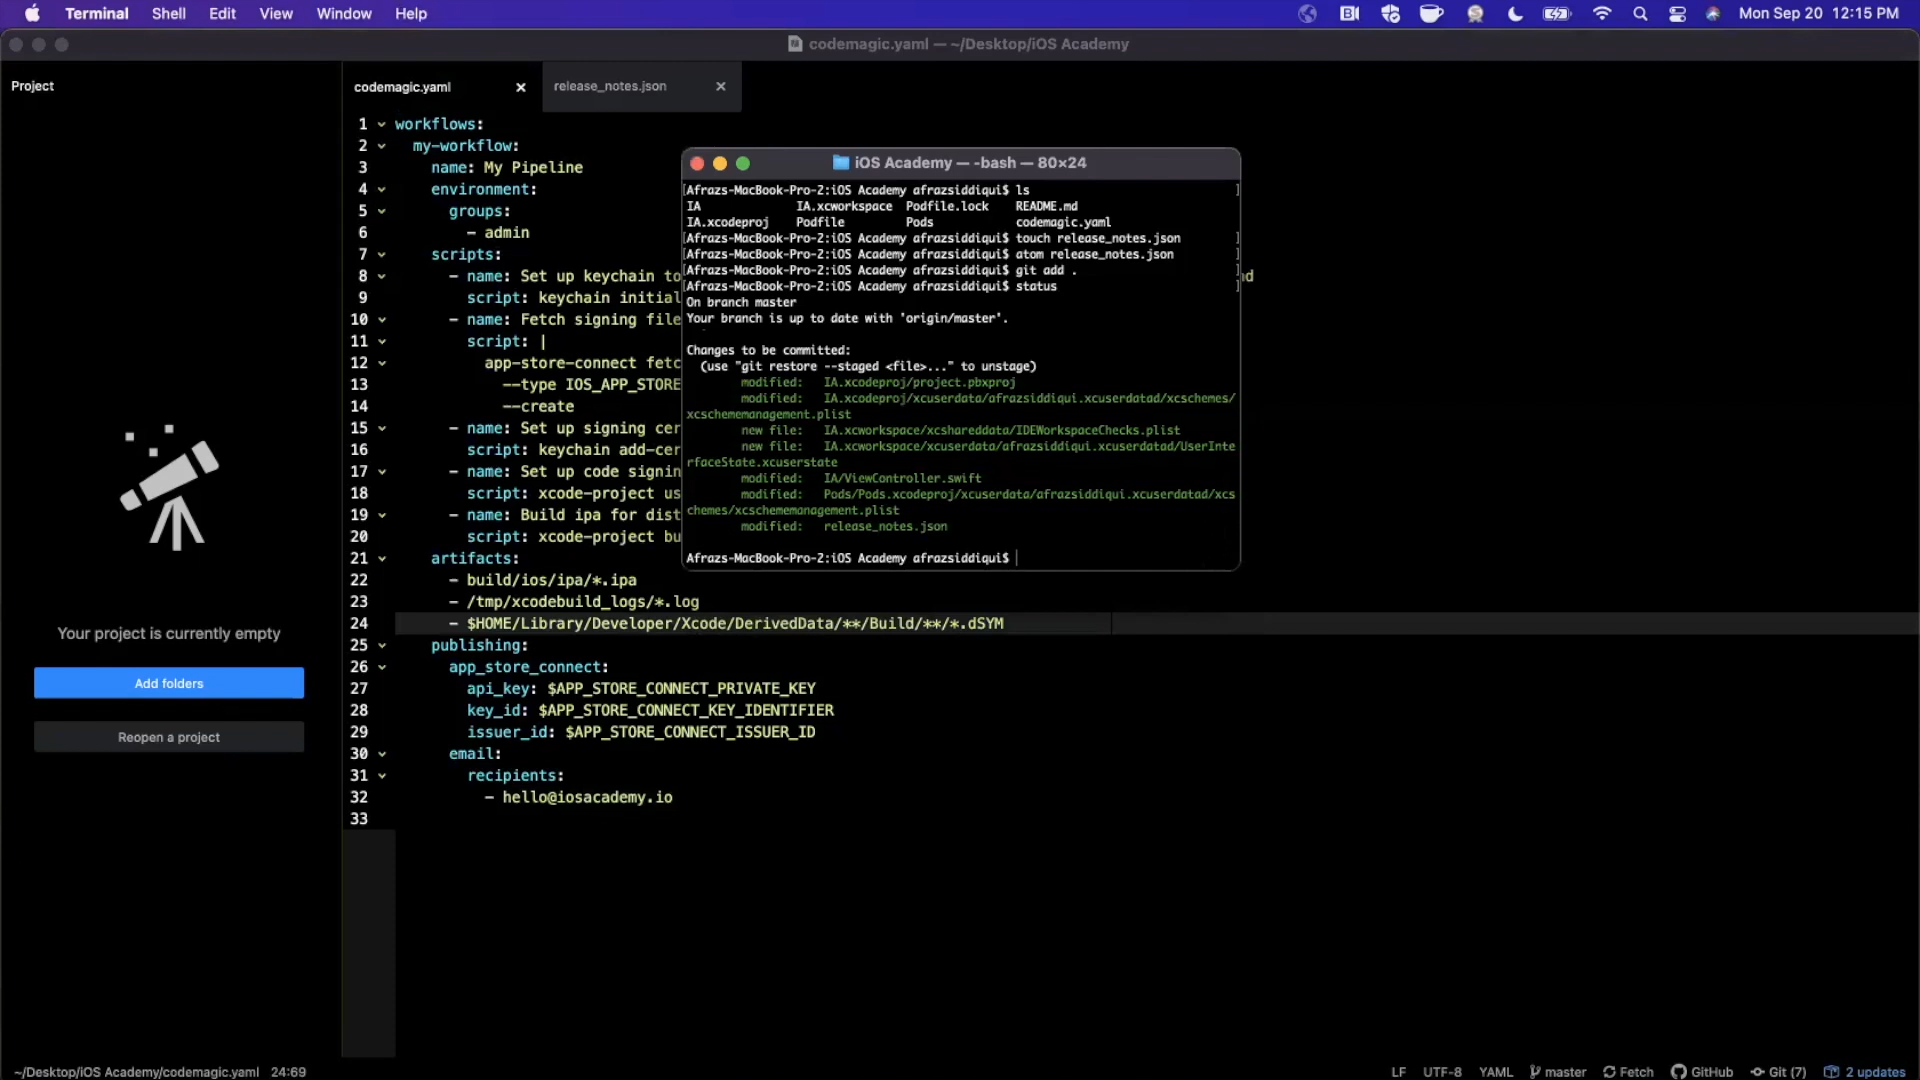 Terminal Shell Edit View Window Help
Mon Sep 20 12:15 PM
codemagic.yaml — ~/Desktop/iOS Academy
Project
codemagic.yaml
release_notes.json
1 workflows:
2 my-workflow:
3 name: My Pipeline
4 environment:
5 groups:
6 - admin
7 scripts:
8 - name: Set up keychain to
9 script: keychain initial
10 - name: Fetch signing file
11 script: |
12 app-store-connect fetc
13 --type IOS_APP_STORE
14 --create
15 - name: Set up signing cer
16 script: keychain add-cer
17 - name: Set up code signin
18 script: xcode-project us
19 - name: Build ipa for dist
20 script: xcode-project bu
21 artifacts:
22 - build/ios/ipa/*.ipa
23 - /tmp/xcodebuild_logs/*.log
24 - $HOME/Library/Developer/Xcode/DerivedData/**/Build/**/*.dSYM
25 publishing:
26 app_store_connect:
27 api_key: $APP_STORE_CONNECT_PRIVATE_KEY
28 key_id: $APP_STORE_CONNECT_KEY_IDENTIFIER
29 issuer_id: $APP_STORE_CONNECT_ISSUER_ID
30 email:
31 recipients:
32 - hello@iosacademy.io
33
iOS Academy — -bash — 80×24
[Afrazs-MacBook-Pro-2:iOS Academy afrazsiddiqui$ ls ]
IA IA.xcworkspace Podfile.lock README.md
IA.xcodeproj Podfile Pods codemagic.yaml
[Afrazs-MacBook-Pro-2:iOS Academy afrazsiddiqui$ touch release_notes.json ]
[Afrazs-MacBook-Pro-2:iOS Academy afrazsiddiqui$ atom release_notes.json ]
[Afrazs-MacBook-Pro-2:iOS Academy afrazsiddiqui$ git add . ]
[Afrazs-MacBook-Pro-2:iOS Academy afrazsiddiqui$ status ]
On branch master
Your branch is up to date with 'origin/master'.
Changes to be committed:
(use "git restore --staged <file>..." to unstage)
modified: IA.xcodeproj/project.pbxproj
modified: IA.xcodeproj/xcuserdata/afrazsiddiqui.xcuserdatad/xcschemes/
xcschememanagement.plist
new file: IA.xcworkspace/xcshareddata/IDEWorkspaceChecks.plist
new file: IA.xcworkspace/xcuserdata/afrazsiddiqui.xcuserdatad/UserInte
rfaceState.xcuserstate
modified: IA/ViewController.swift
modified: Pods/Pods.xcodeproj/xcuserdata/afrazsiddiqui.xcuserdatad/xcs
chemes/xcschememanagement.plist
modified: release_notes.json
Afrazs-MacBook-Pro-2:iOS Academy afrazsiddiqui$
Your project is currently empty
Add folders
Reopen a project
~/Desktop/iOS Academy/codemagic.yaml 24:69
LF UTF-8 YAML master Fetch GitHub Git (7) 2 updates